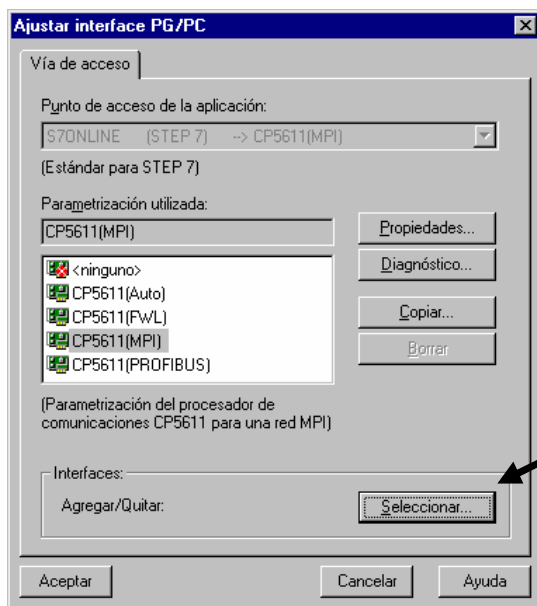 Ajustar interface PG/PC
Vía de acceso
Punto de acceso de la aplicación:
S7ONLINE (STEP 7) --> CP5611(MPI)
(Estándar para STEP 7)
Parametrización utilizada:
CP5611(MPI)
Propiedades...
<ninguno>
Diagnóstico...
CP5611(Auto)
CP5611(FWL)
Copiar...
CP5611(MPI)
Borrar
CP5611(PROFIBUS)
(Parametrización del procesador de
comunicaciones CP5611 para una red MPI)
Interfaces:
Agregar/Quitar:
Seleccionar...
Aceptar
Cancelar
Ayuda